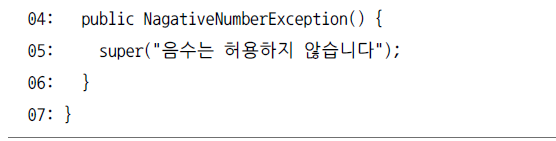 04:   public NagativeNumberException() {
05:     super("음수는 허용하지 않습니다");
06:   }
07: }